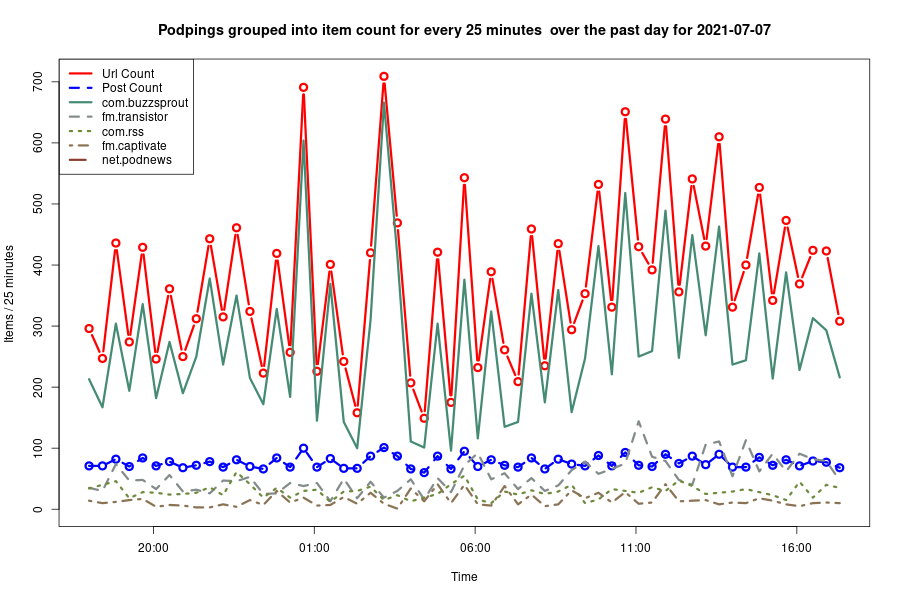 Podpings grouped into item count for every 25 minutes  over the past day for 2021-07-07
Url Count
Post Count
com.buzzsprout
fm.transistor
com.rss
fm.captivate
net.podnews
Items / 25 minutes
700
600
500
400
300
200
100
0
20:00
01:00
06:00
11:00
16:00
Time